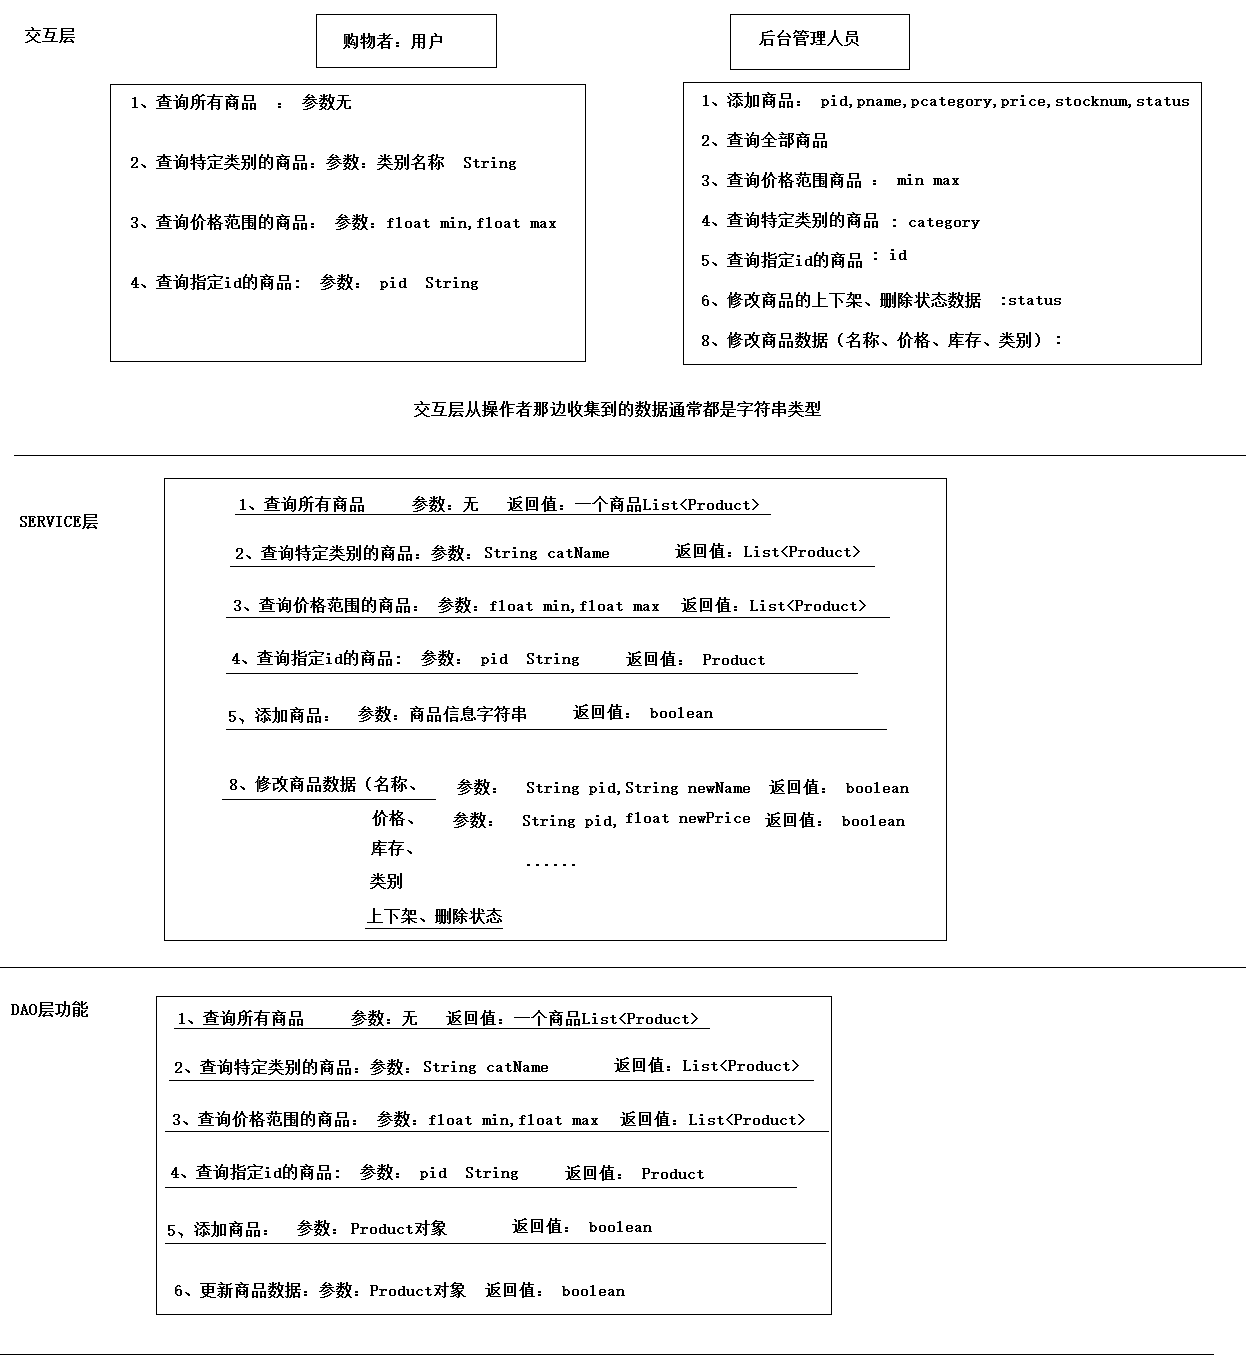 交互层
购物者：用户
后台管理人员
1、查询所有商品 ： 参数无
2、查询特定类别的商品：参数：类别名称 String
3、查询价格范围的商品： 参数：float min,float max
4、查询指定id的商品： 参数： pid String
1、添加商品： pid,pname,pcategory,price,stocknum,status
2、查询全部商品
3、查询价格范围商品 ： min max
4、查询特定类别的商品 ：category
5、查询指定id的商品 ：id
6、修改商品的上下架、删除状态数据 :status
8、修改商品数据（名称、价格、库存、类别）：
交互层从操作者那边收集到的数据通常都是字符串类型
SERVICE层
1、查询所有商品 参数：无 返回值：一个商品List<Product>
2、查询特定类别的商品：参数：String catName 返回值：List<Product>
3、查询价格范围的商品： 参数：float min,float max 返回值：List<Product>
4、查询指定id的商品： 参数： pid String 返回值： Product
5、添加商品： 参数：商品信息字符串 返回值： boolean
8、修改商品数据（名称、 参数： String pid,String newName 返回值： boolean
价格、 参数： String pid,float newPrice 返回值： boolean
库存、
......
类别
上下架、删除状态
DAO层功能
1、查询所有商品 参数：无 返回值：一个商品List<Product>
2、查询特定类别的商品：参数：String catName 返回值：List<Product>
3、查询价格范围的商品： 参数：float min,float max 返回值：List<Product>
4、查询指定id的商品： 参数： pid String 返回值： Product
5、添加商品： 参数：Product对象 返回值： boolean
6、更新商品数据：参数：Product对象 返回值： boolean